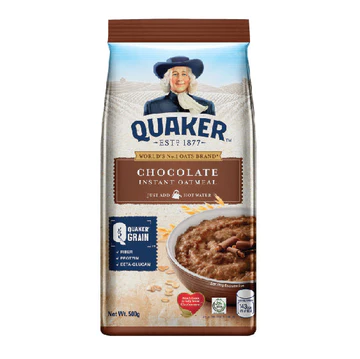 QUAKER
EST. 1877
WORLD'S No.1 OATS BRAND
CHOCOLATE
INSTANT OATMEAL
JUST ADD HOT WATER
QUAKER
GRAIN
FIBER
PROTEIN
BETA-GLUCAN
Net Wt. 500g